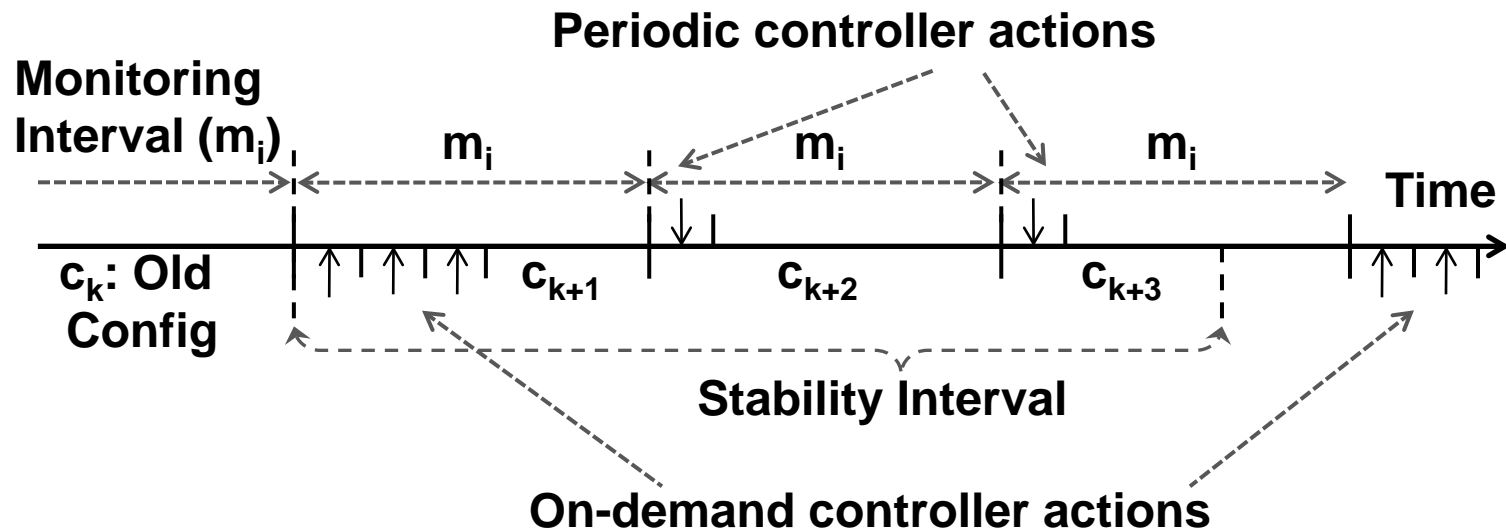 Periodic controller actions
Monitoring
Interval (mi)
mi
mi
mi
Time
ck: Old
Config
ck+1
ck+2
ck+3
Stability Interval
On-demand controller actions